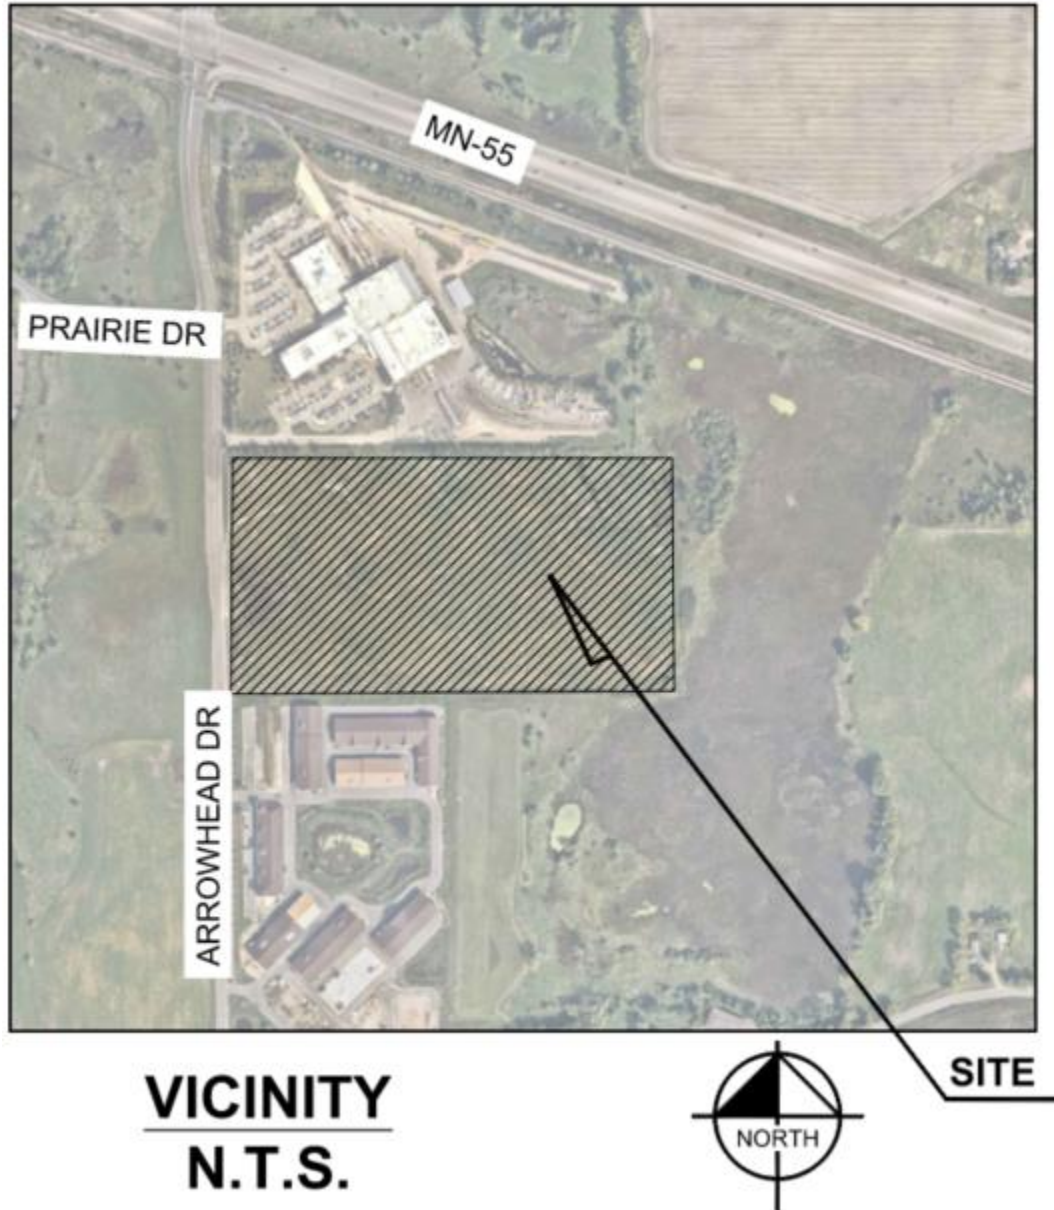 MN-55
PRAIRIE DR
ARROWHEAD DR
SITE
VICINITY
N.T.S.
NORTH